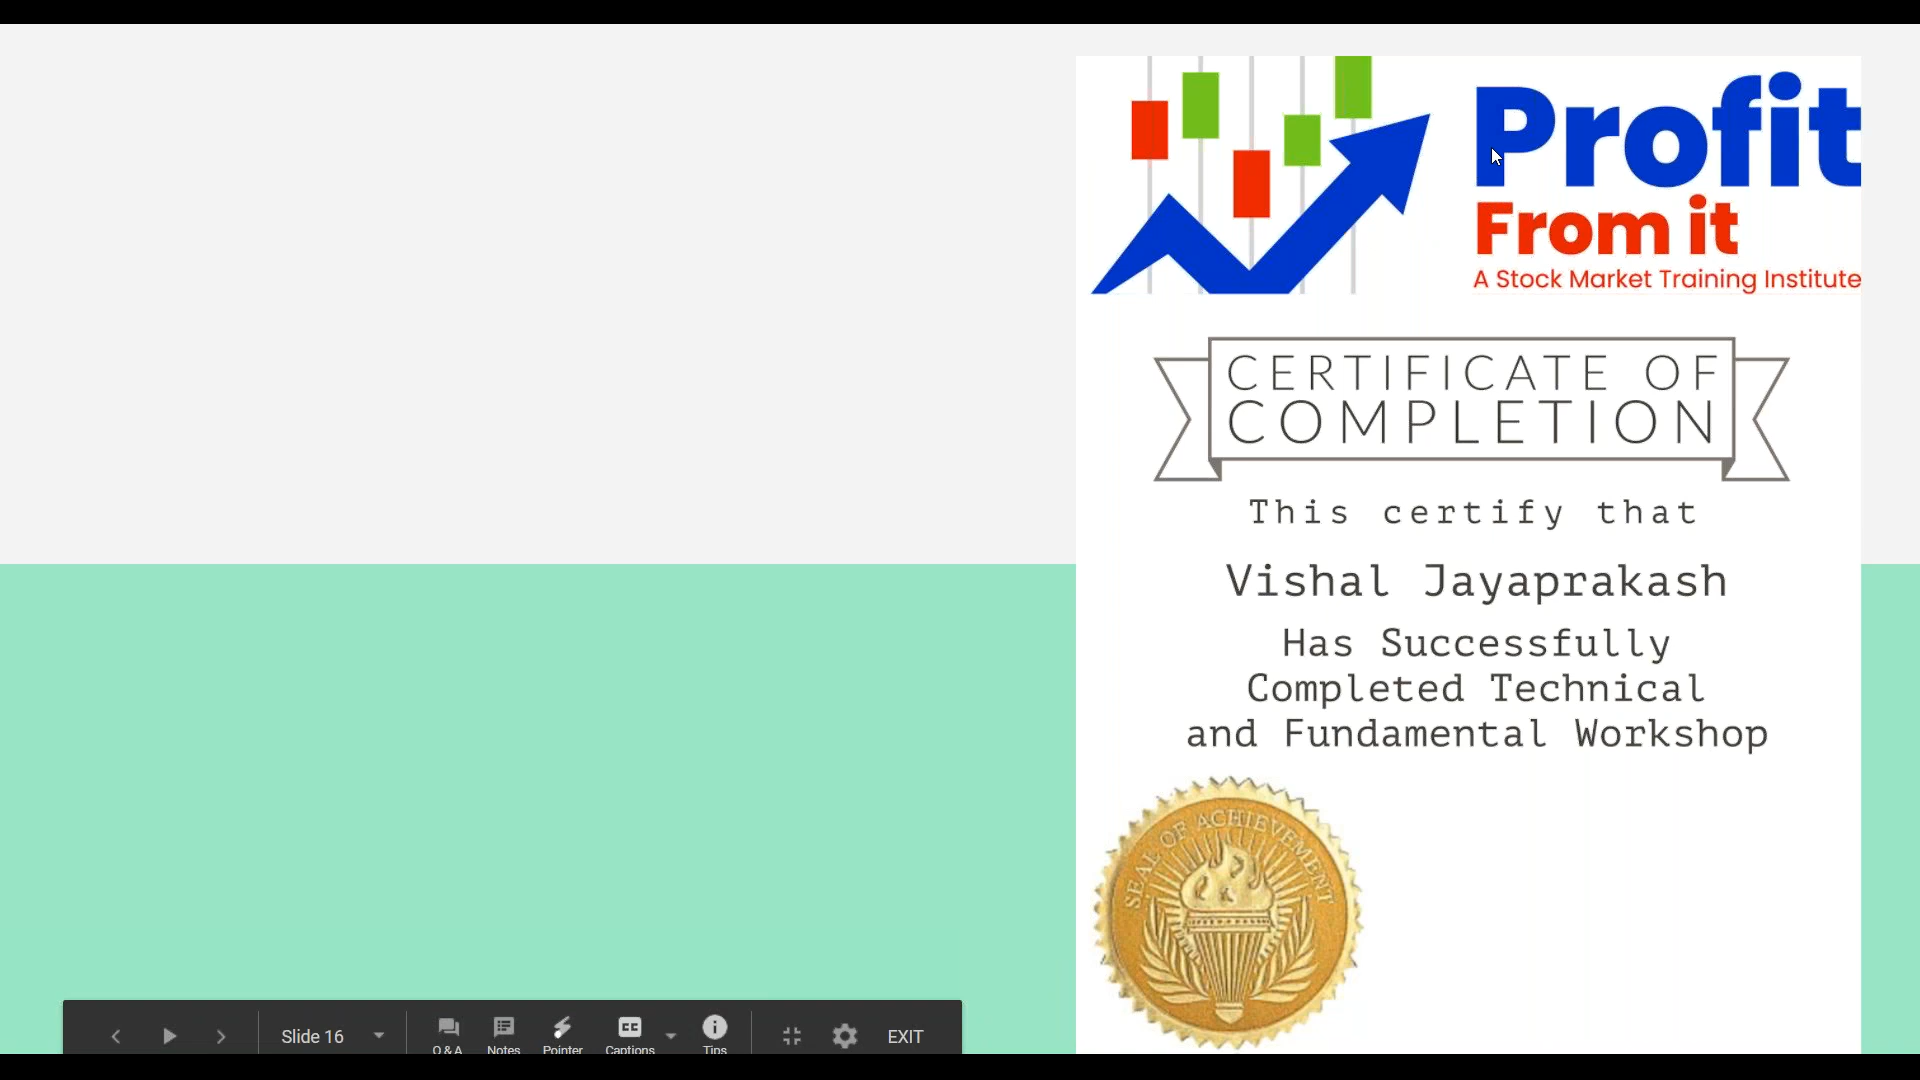 Profit
From it
A Stock Market Training Institute
CERTIFICATE OF
COMPLETION
This certify that
Vishal Jayaprakash
Has Successfully
Completed Technical
and Fundamental Workshop
SEAL OF ACHIEVEMENT
Slide 16
Q & A
Notes
Pointer
CC
Captions
Tips
EXIT